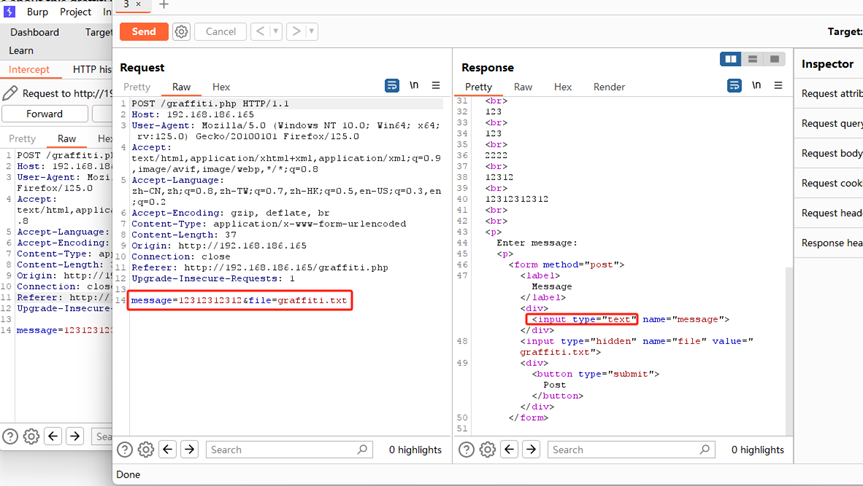 Burp Project In
Dashboard Target
Learn
Intercept HTTP his
Request to http://19
Forward
Pretty Raw He
1 POST /graffiti.ph
2 Host: 192.168.186
3 User-Agent: Mozil
Firefox/125.0
4 Accept:
text/html,applica
.8
5 Accept-Language:
6 Accept-Encoding:
7 Content-Type: app
8 Content-Length: 3
9 Origin: http://19
10 Connection: close
11 Referer: http://1
12 Upgrade-Insecure-
13
14 message=123123123
Sea
3 × +
Send Cancel < >
Target:
Request
Pretty Raw Hex \n
1 POST /graffiti.php HTTP/1.1
2 Host: 192.168.186.165
3 User-Agent: Mozilla/5.0 (Windows NT 10.0; Win64; x64;
rv:125.0) Gecko/20100101 Firefox/125.0
4 Accept:
text/html,application/xhtml+xml,application/xml;q=0.9
,image/avif,image/webp,*/*;q=0.8
5 Accept-Language:
zh-CN,zh;q=0.8,zh-TW;q=0.7,zh-HK;q=0.5,en-US;q=0.3,en
;q=0.2
6 Accept-Encoding: gzip, deflate, br
7 Content-Type: application/x-www-form-urlencoded
8 Content-Length: 37
9 Origin: http://192.168.186.165
10 Connection: close
11 Referer: http://192.168.186.165/graffiti.php
12 Upgrade-Insecure-Requests: 1
13
14 message=12312312312&file=graffiti.txt
Search 0 highlights
Response
Pretty Raw Hex Render \n
31 <br>
32 123
33 <br>
34 123
35 <br>
36 2222
37 <br>
38 12312
39 <br>
40 12312312312
41 <br>
42 <br>
43 <p>
44 Enter message:
45 <p>
46 <form method="post">
47 <label>
Message
</label>
<div>
<input type="text" name="message">
</div>
48 <input type="hidden" name="file" value="
graffiti.txt">
49 <div>
<button type="submit">
Post
</button>
</div>
50 </form>
51
Search 0 highlights
Inspector
Request attrib
Request query
Request body
Request cook
Request heade
Response hea
Done